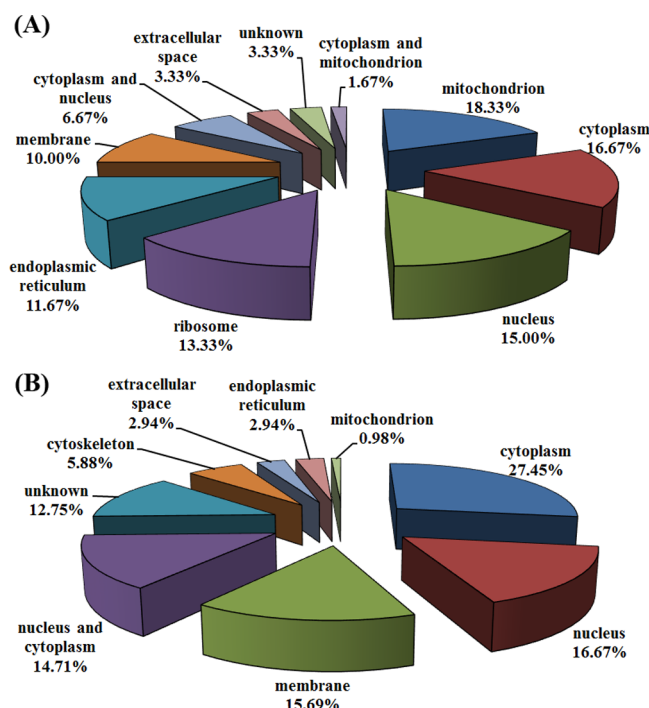 (A)
unknown
3.33%
extracellular
space
3.33%
cytoplasm and
mitochondrion
1.67%
cytoplasm and
nucleus
6.67%
mitochondrion
18.33%
cytoplasm
16.67%
membrane
10.00%
endoplasmic
reticulum
11.67%
ribosome
13.33%
nucleus
15.00%
(B)
extracellular
space
2.94%
endoplasmic
reticulum
2.94%
mitochondrion
0.98%
cytoskeleton
5.88%
cytoplasm
27.45%
unknown
12.75%
nucleus and
cytoplasm
14.71%
nucleus
16.67%
membrane
15.69%